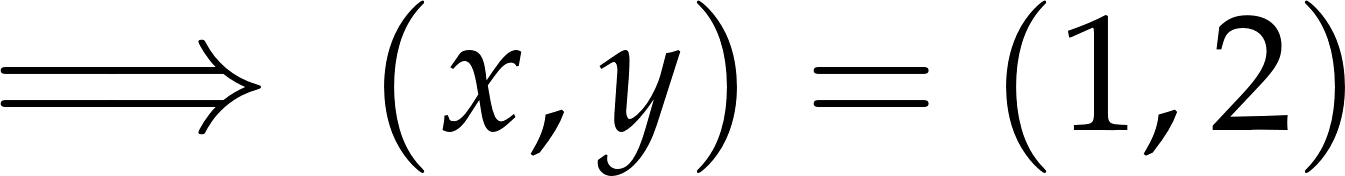 ⟹ (x, y) = (1, 2)